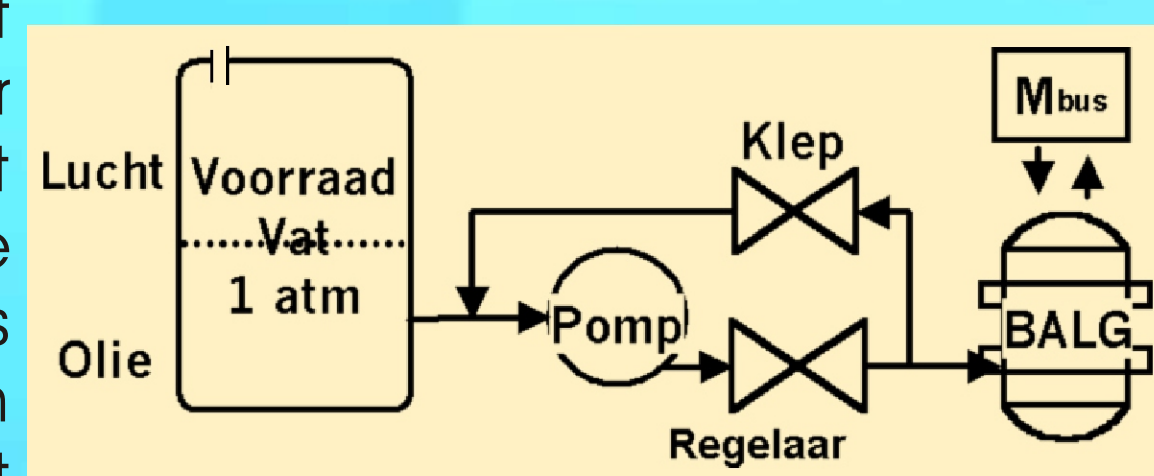 Lucht
Voorraad
Vat
1 atm
Olie
Pomp
Klep
Regelaar
Mbus
BALG